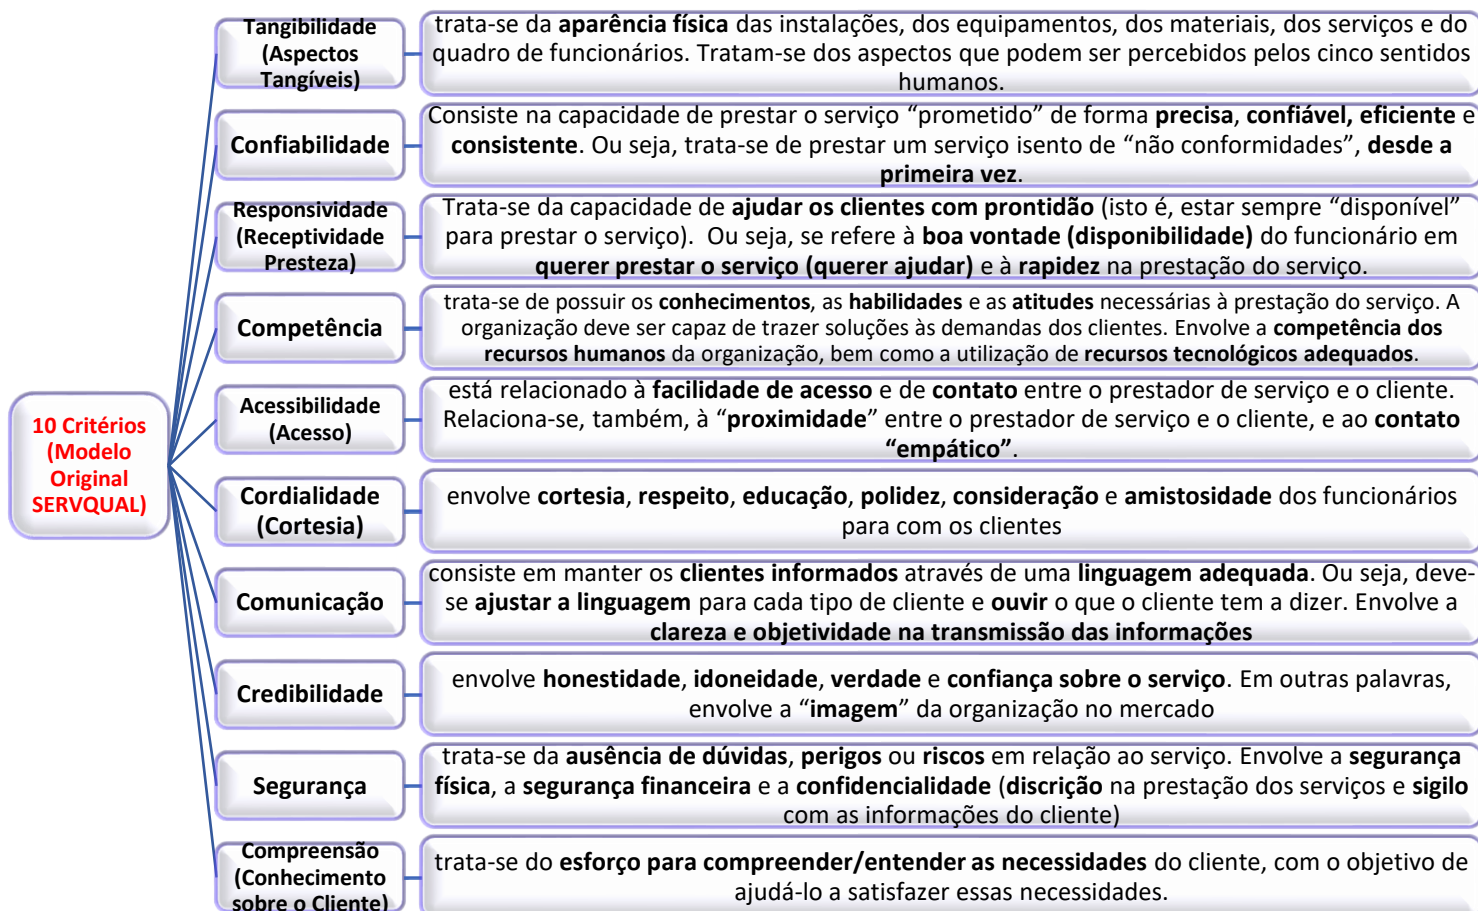 10 Critérios
(Modelo
Original
SERVQUAL)
Tangibilidade
(Aspectos
Tangíveis)
trata-se da aparência física das instalações, dos equipamentos, dos materiais, dos serviços e do
quadro de funcionários. Tratam-se dos aspectos que podem ser percebidos pelos cinco sentidos
humanos.
Confiabilidade
Consiste na capacidade de prestar o serviço “prometido” de forma precisa, confiável, eficiente e
consistente. Ou seja, trata-se de prestar um serviço isento de “não conformidades”, desde a
primeira vez.
Responsividade
(Receptividade
Presteza)
Trata-se da capacidade de ajudar os clientes com prontidão (isto é, estar sempre “disponível”
para prestar o serviço). Ou seja, se refere à boa vontade (disponibilidade) do funcionário em
querer prestar o serviço (querer ajudar) e à rapidez na prestação do serviço.
Competência
trata-se de possuir os conhecimentos, as habilidades e as atitudes necessárias à prestação do serviço. A
organização deve ser capaz de trazer soluções às demandas dos clientes. Envolve a competência dos
recursos humanos da organização, bem como a utilização de recursos tecnológicos adequados.
Acessibilidade
(Acesso)
está relacionado à facilidade de acesso e de contato entre o prestador de serviço e o cliente.
Relaciona-se, também, à “proximidade” entre o prestador de serviço e o cliente, e ao contato
“empático”.
Cordialidade
(Cortesia)
envolve cortesia, respeito, educação, polidez, consideração e amistosidade dos funcionários
para com os clientes
Comunicação
consiste em manter os clientes informados através de uma linguagem adequada. Ou seja, deve-
se ajustar a linguagem para cada tipo de cliente e ouvir o que o cliente tem a dizer. Envolve a
clareza e objetividade na transmissão das informações
Credibilidade
envolve honestidade, idoneidade, verdade e confiança sobre o serviço. Em outras palavras,
envolve a “imagem” da organização no mercado
Segurança
trata-se da ausência de dúvidas, perigos ou riscos em relação ao serviço. Envolve a segurança
física, a segurança financeira e a confidencialidade (discrição na prestação dos serviços e sigilo
com as informações do cliente)
Compreensão
(Conhecimento
sobre o Cliente)
trata-se do esforço para compreender/entender as necessidades do cliente, com o objetivo de
ajudá-lo a satisfazer essas necessidades.